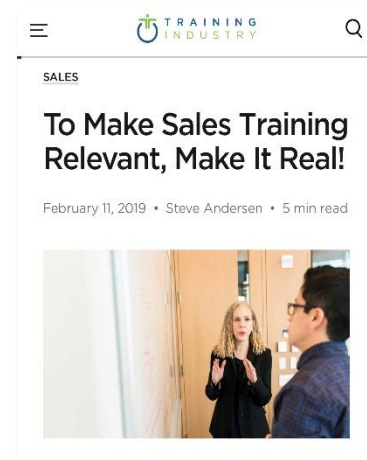 TRAINING
INDUSTRY
SALES
To Make Sales Training
Relevant, Make It Real!
February 11, 2019 • Steve Andersen • 5 min read